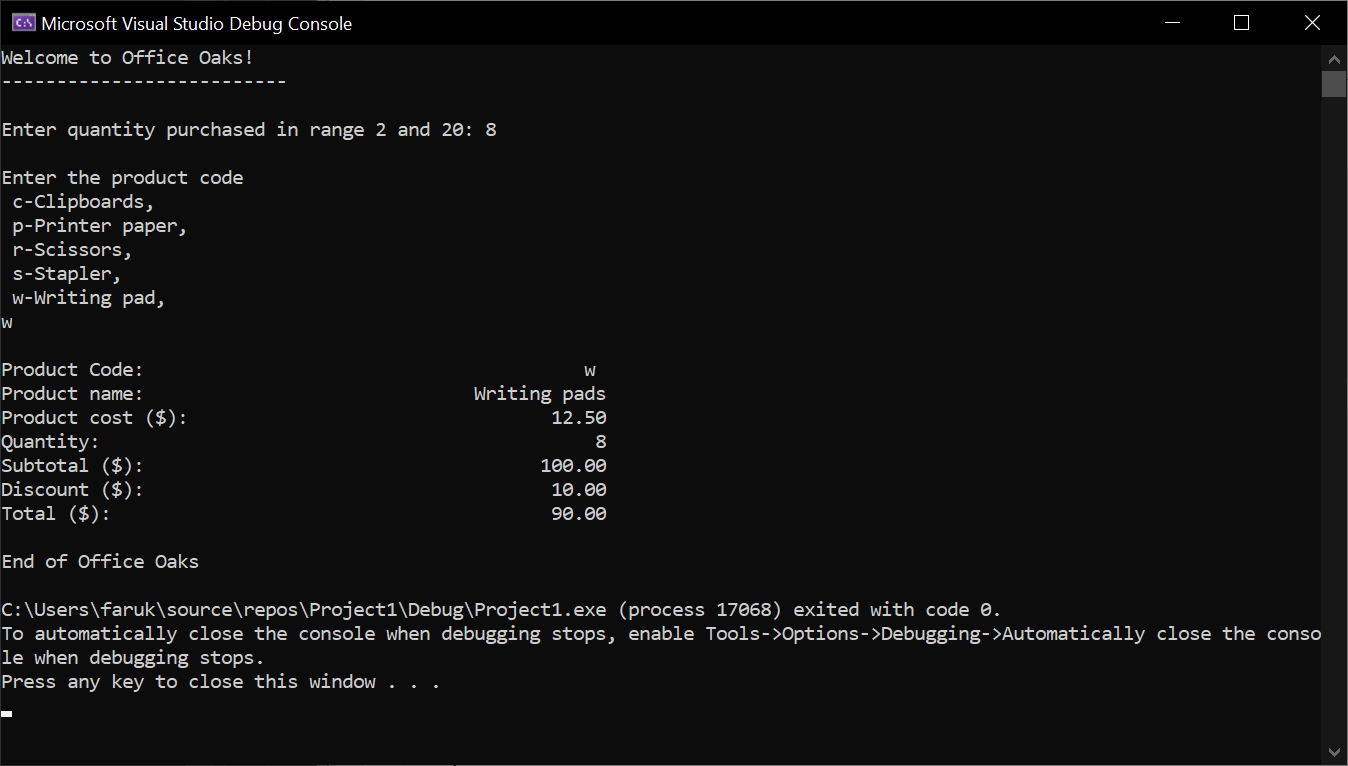 Microsoft Visual Studio Debug Console
Welcome to Office Oaks!
--------------------------
Enter quantity purchased in range 2 and 20: 8
Enter the product code
 c-Clipboards,
 p-Printer paper,
 r-Scissors,
 s-Stapler,
 w-Writing pad,
w
Product Code:                                        w
Product name:                              Writing pads
Product cost ($):                                 12.50
Quantity:                                             8
Subtotal ($):                                    100.00
Discount ($):                                     10.00
Total ($):                                        90.00
End of Office Oaks
C:\Users\faruk\source\repos\Project1\Debug\Project1.exe (process 17068) exited with code 0.
To automatically close the console when debugging stops, enable Tools->Options->Debugging->Automatically close the conso
le when debugging stops.
Press any key to close this window . . .